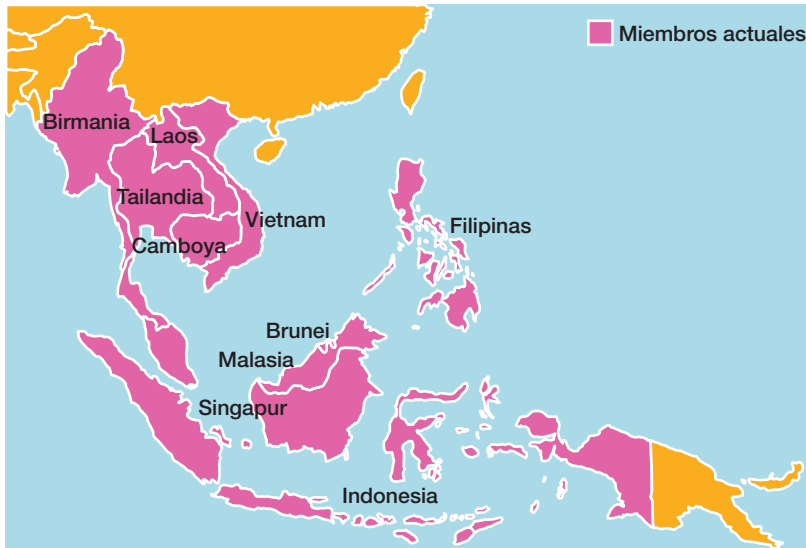 Miembros actuales
Birmania
Laos
Tailandia
Vietnam
Filipinas
Camboya
Brunei
Malasia
Singapur
Indonesia